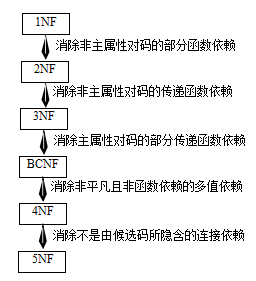 1NF
消除非主属性对码的部分函数依赖
2NF
消除非主属性对码的传递函数依赖
3NF
消除主属性对码的部分传递函数依赖
BCNF
消除非平凡且非函数依赖的多值依赖
4NF
消除不是由候选码所隐含的连接依赖
5NF